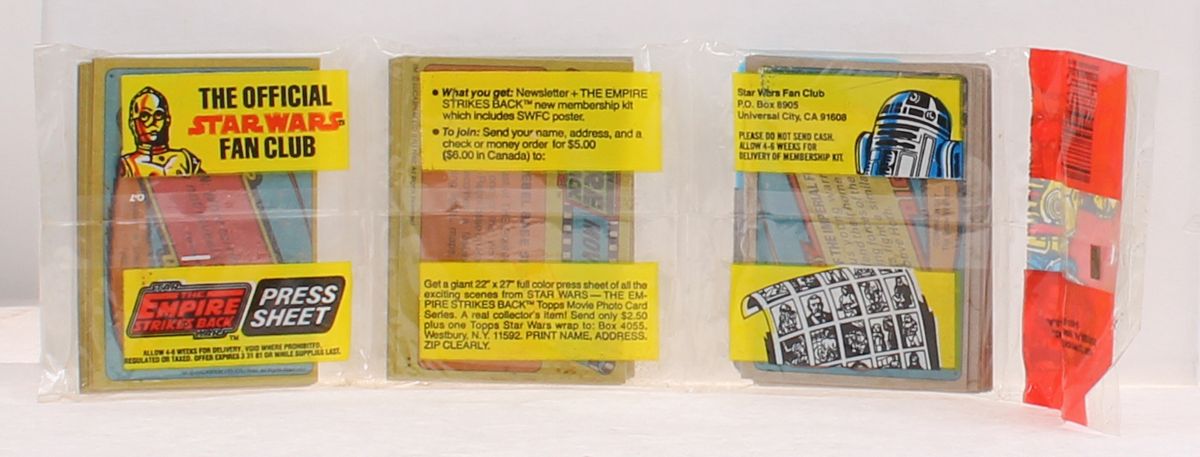 THE OFFICIAL
STAR WARS™
FAN CLUB
• What you get: Newsletter + THE EMPIRE
STRIKES BACK™ new membership kit
which includes SWFC poster.
• To join: Send your name, address, and a
check or money order for $5.00
($6.00 in Canada) to:
Star Wars Fan Club
P.O. Box 8905
Universal City, CA 91608
PLEASE DO NOT SEND CASH.
ALLOW 4-6 WEEKS FOR
DELIVERY OF MEMBERSHIP KIT.
STAR
THE
EMPIRE
STRIKES BACK
WARS
™
PRESS
SHEET
ALLOW 4-6 WEEKS FOR DELIVERY. VOID WHERE PROHIBITED,
REGULATED OR TAXED. OFFER EXPIRES 3 31 81 OR WHILE SUPPLIES LAST.
Get a giant 22" x 27" full color press sheet of all the
exciting scenes from STAR WARS — THE EM-
PIRE STRIKES BACK™ Topps Movie Photo Card
Series. A real collector's item! Send only $2.50
plus one Topps Star Wars wrap to: Box 4055,
Westbury, N.Y. 11592. PRINT NAME, ADDRESS,
ZIP CLEARLY.
THE IMPERIAL F